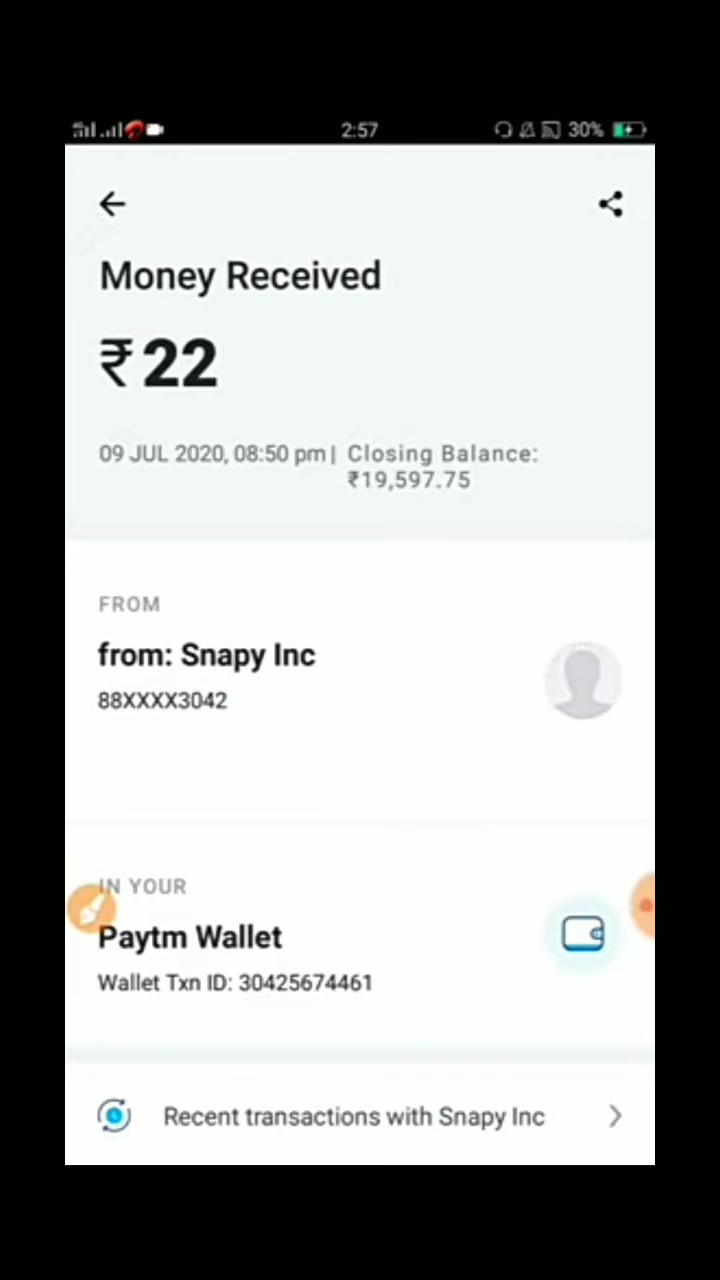 2:57
30%
Money Received
₹22
09 JUL 2020, 08:50 pm| Closing Balance:
₹19,597.75
FROM
from: Snapy Inc
88XXXX3042
IN YOUR
Paytm Wallet
Wallet Txn ID: 30425674461
Recent transactions with Snapy Inc